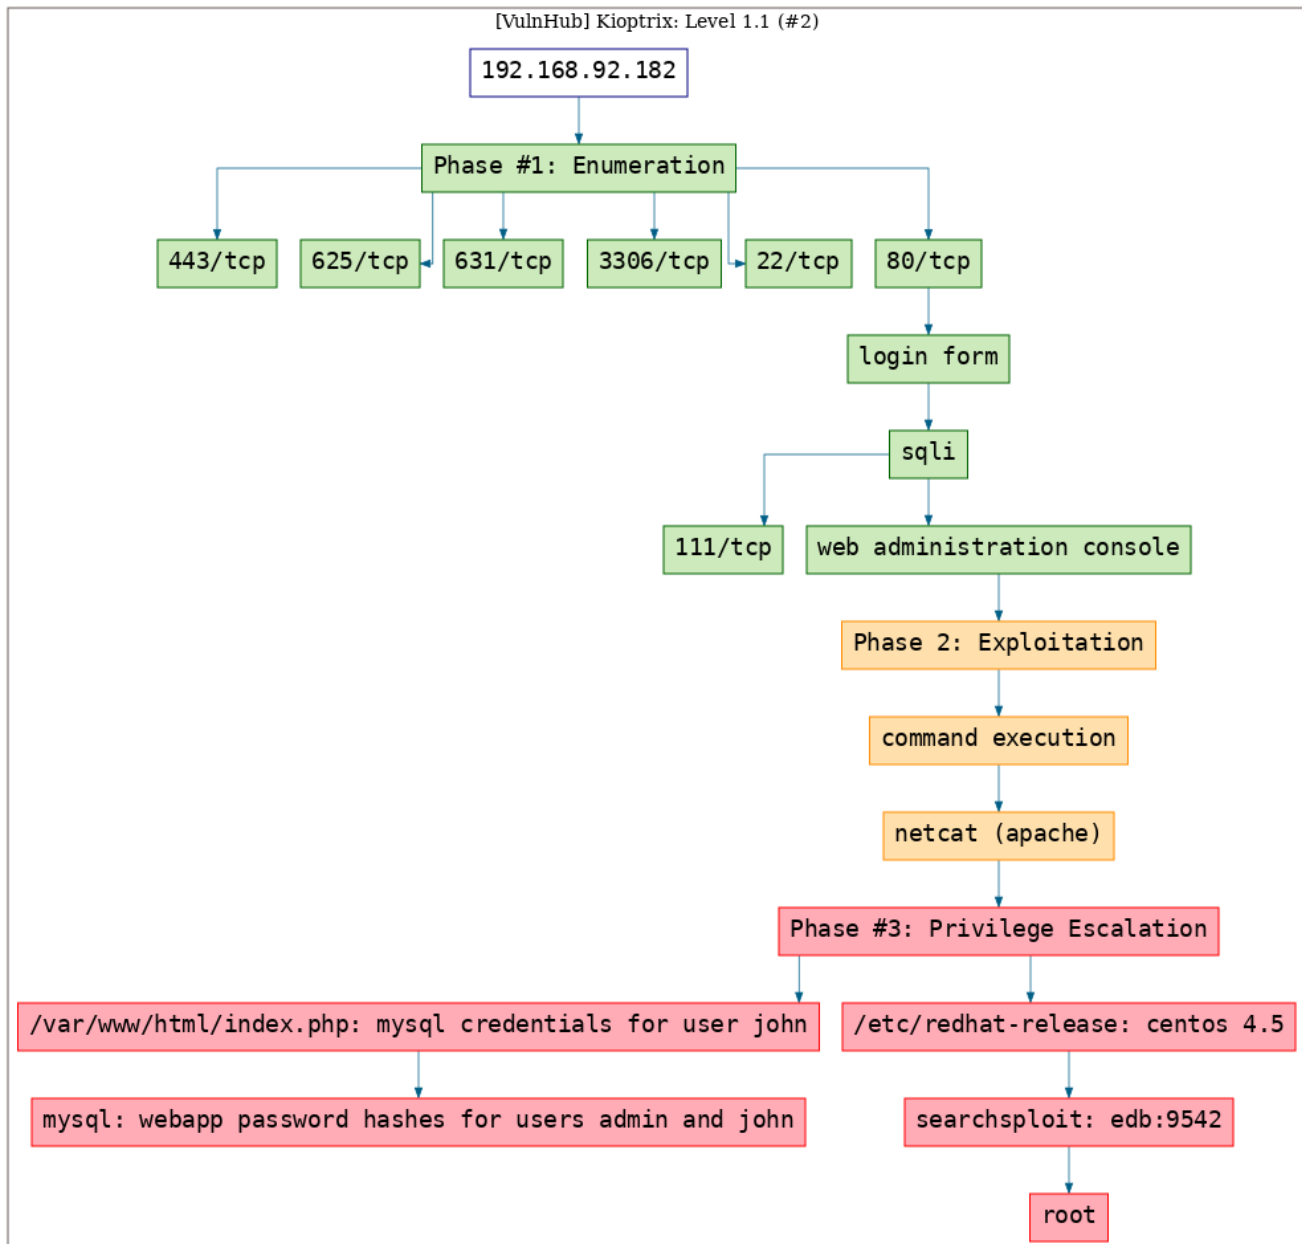 [VulnHub] Kioptrix: Level 1.1 (#2)
192.168.92.182
Phase #1: Enumeration
443/tcp
625/tcp
631/tcp
3306/tcp
22/tcp
80/tcp
login form
sqli
111/tcp
web administration console
Phase 2: Exploitation
command execution
netcat (apache)
Phase #3: Privilege Escalation
/var/www/html/index.php: mysql credentials for user john
/etc/redhat-release: centos 4.5
mysql: webapp password hashes for users admin and john
searchsploit: edb:9542
root